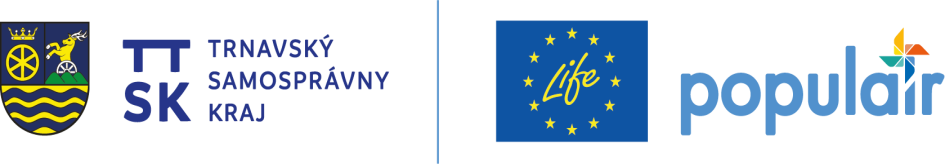 TT
SK
TRNAVSKÝ
SAMOSPRÁVNY
KRAJ
Life
populair